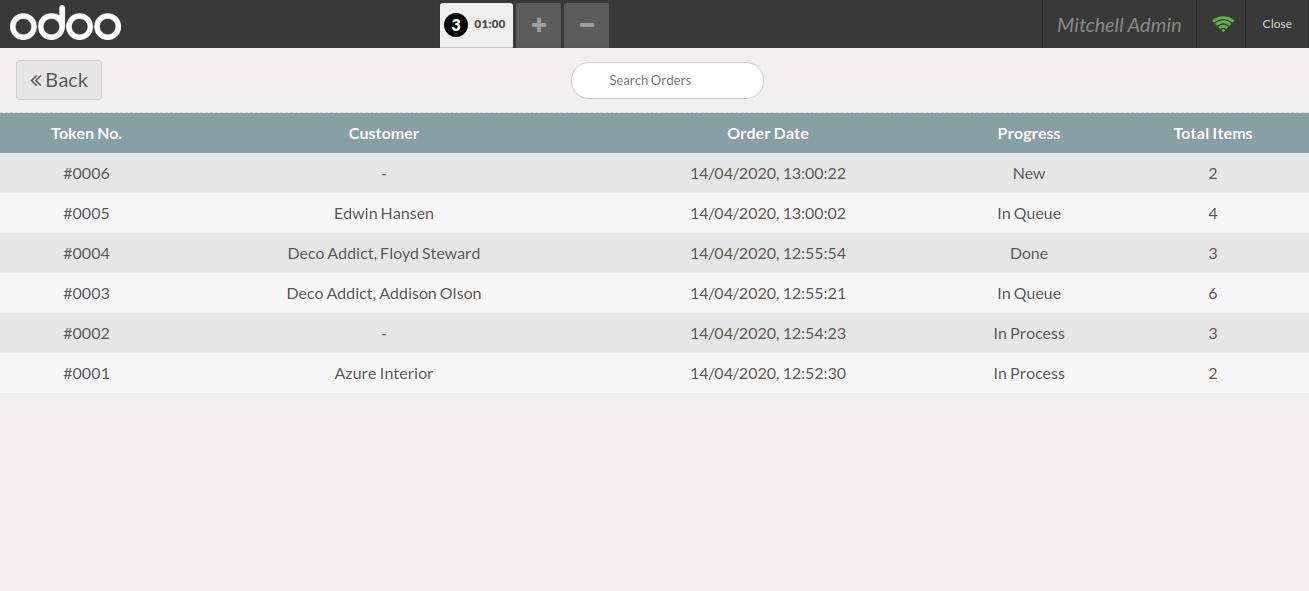 odoo 3 01:00 + − Mitchell Admin Close
« Back Search Orders
Token No. Customer Order Date Progress Total Items
#0006 - 14/04/2020, 13:00:22 New 2
#0005 Edwin Hansen 14/04/2020, 13:00:02 In Queue 4
#0004 Deco Addict, Floyd Steward 14/04/2020, 12:55:54 Done 3
#0003 Deco Addict, Addison Olson 14/04/2020, 12:55:21 In Queue 6
#0002 - 14/04/2020, 12:54:23 In Process 3
#0001 Azure Interior 14/04/2020, 12:52:30 In Process 2